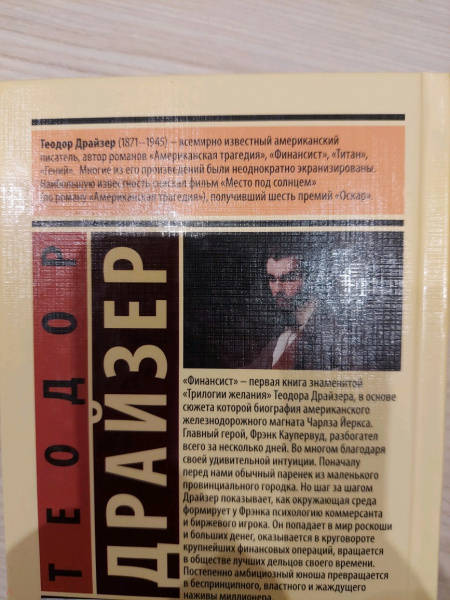 Теодор Драйзер (1871–1945) – всемирно известный американский
писатель, автор романов «Американская трагедия», «Финансист», «Титан»,
«Гений». Многие из его произведений были неоднократно экранизированы.
Наибольшую известность снискал фильм «Место под солнцем»
(по роману «Американская трагедия»), получивший шесть премий «Оскар».
ТЕОДОР
ДРАЙЗЕР
«Финансист» – первая книга знаменитой
«Трилогии желания» Теодора Драйзера, в основе
сюжета которой биография американского
железнодорожного магната Чарлза Йеркса.
Главный герой, Фрэнк Каупервуд, разбогател
всего за несколько дней. Во многом благодаря
своей удивительной интуиции. Поначалу
перед нами обычный паренек из маленького
провинциального городка. Но шаг за шагом
Драйзер показывает, как окружающая среда
формирует у Фрэнка психологию коммерсанта
и биржевого игрока. Он попадает в мир роскоши
и больших денег, оказывается в круговороте
крупнейших финансовых операций, вращается
в обществе лучших дельцов своего времени.
Постепенно амбициозный юноша превращается
в беспринципного, властного и жаждущего
наживы миллионера